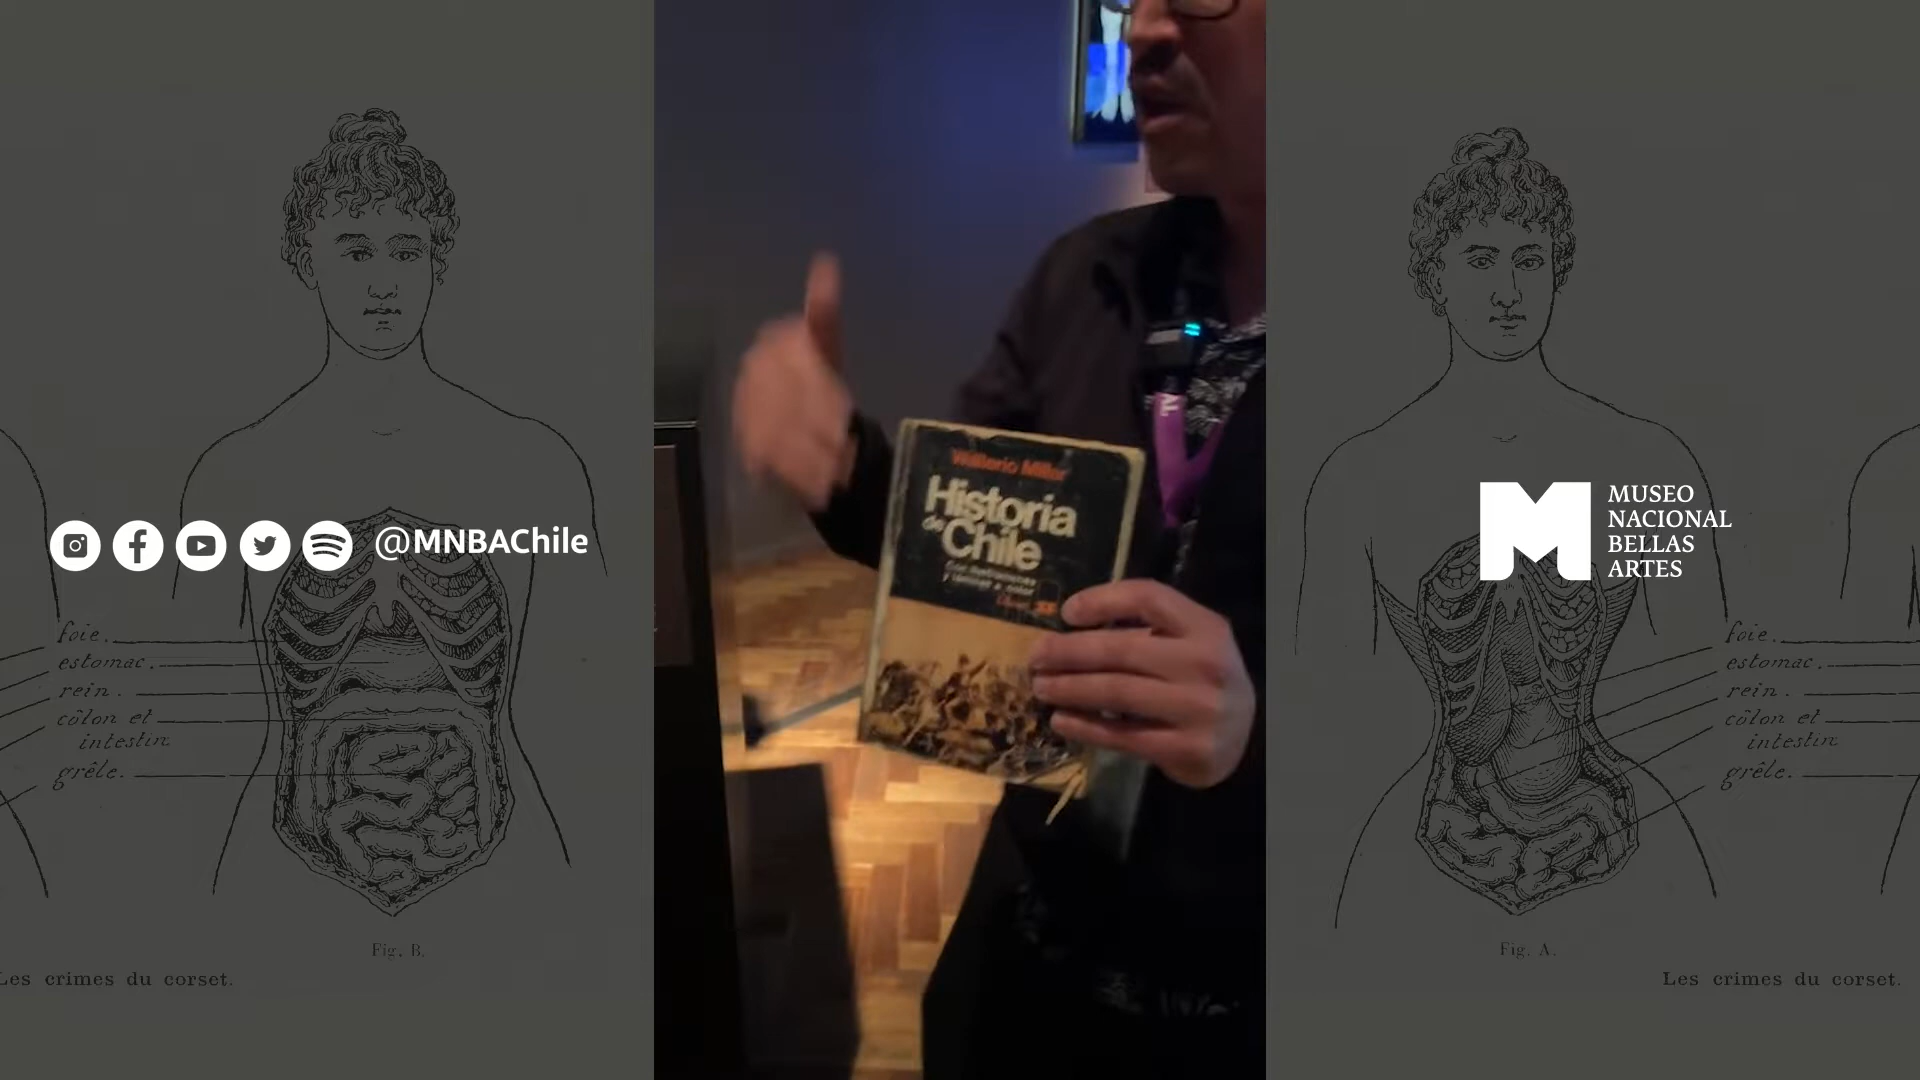 @MNBAChile
foie.
estomac.
rein.
côlon et
intestin
grêle.
Fig. B.
Les crimes du corset.
Walterio Millar
Historia
de Chile
MUSEO
NACIONAL
BELLAS
ARTES
foie.
estomac.
rein.
côlon et
intestin
grêle.
Fig. A.
Les crimes du corset.